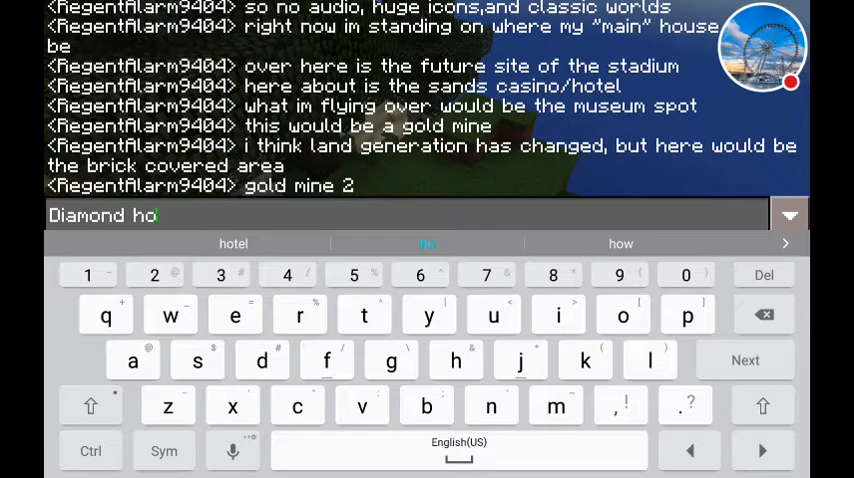 <RegentAlarm9404> so no audio, huge icons,and classic worlds
<RegentAlarm9404> right now im standing on where my "main" house
be
<RegentAlarm9404> over here is the future site of the stadium
<RegentAlarm9404> here about is the sands casino/hotel
<RegentAlarm9404> what im flying over would be the museum spot
<RegentAlarm9404> this would be a gold mine
<RegentAlarm9404> i think land generation has changed, but here would be
the brick covered area
<RegentAlarm9404> gold mine 2
Diamond ho
hotel ho how >
1 - 2 @ 3 # 4 / 5 % 6 ^ 7 & 8 * 9 ( 0 ) Del
q + w _ e = r % t ^ y | u < i > o [ p ]
a @ s $ d # f / g ^ h & j * k ( l ) Next
z - x ' c " v : b ; n ~ m , ! . ?
Ctrl Sym English(US)